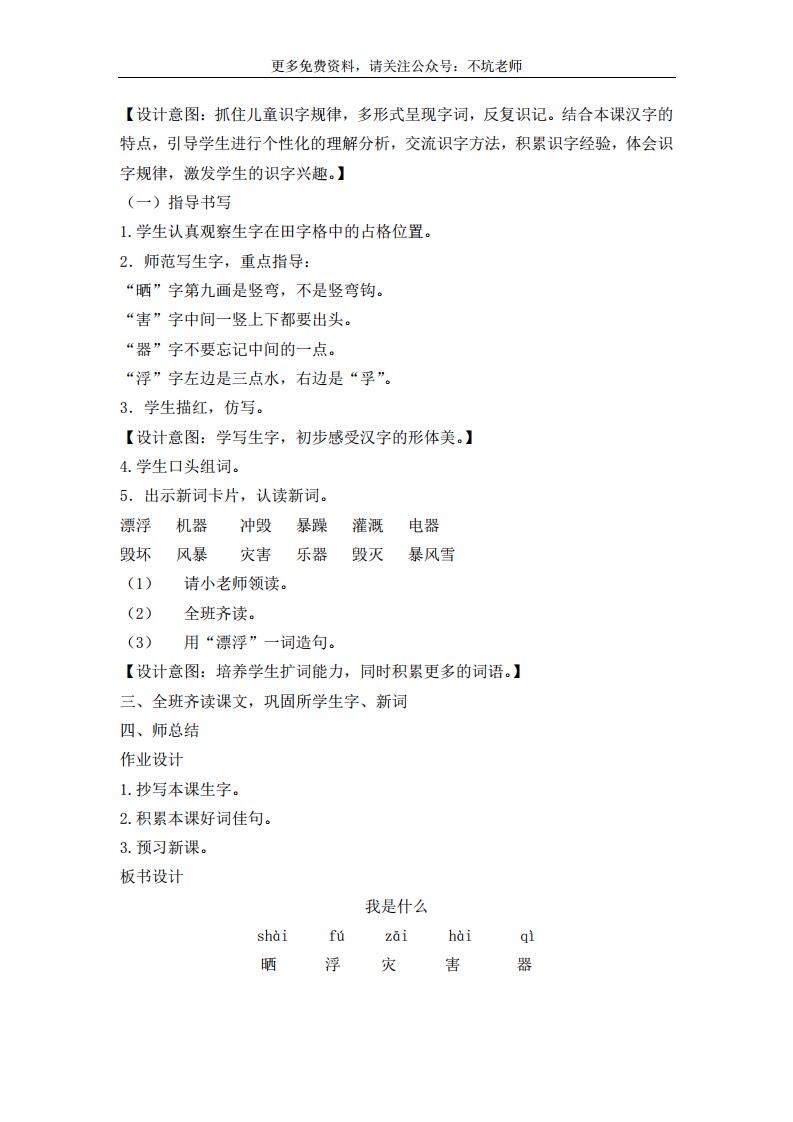 更多免费资料，请关注公众号：不坑老师
【设计意图：抓住儿童识字规律，多形式呈现字词，反复识记。结合本课汉字的
特点，引导学生进行个性化的理解分析，交流识字方法，积累识字经验，体会识
字规律，激发学生的识字兴趣。】
（一）指导书写
1.学生认真观察生字在田字格中的占格位置。
2．师范写生字，重点指导：
“晒”字第九画是竖弯，不是竖弯钩。
“害”字中间一竖上下都要出头。
“器”字不要忘记中间的一点。
“浮”字左边是三点水，右边是“孚”。
3．学生描红，仿写。
【设计意图：学写生字，初步感受汉字的形体美。】
4.学生口头组词。
5．出示新词卡片，认读新词。
漂浮 机器 冲毁 暴躁 灌溉 电器
毁坏 风暴 灾害 乐器 毁灭 暴风雪
（1） 请小老师领读。
（2） 全班齐读。
（3） 用“漂浮”一词造句。
【设计意图：培养学生扩词能力，同时积累更多的词语。】
三、全班齐读课文，巩固所学生字、新词
四、师总结
作业设计
1.抄写本课生字。
2.积累本课好词佳句。
3.预习新课。
板书设计
我是什么
shài fú zāi hài qì
晒 浮 灾 害 器